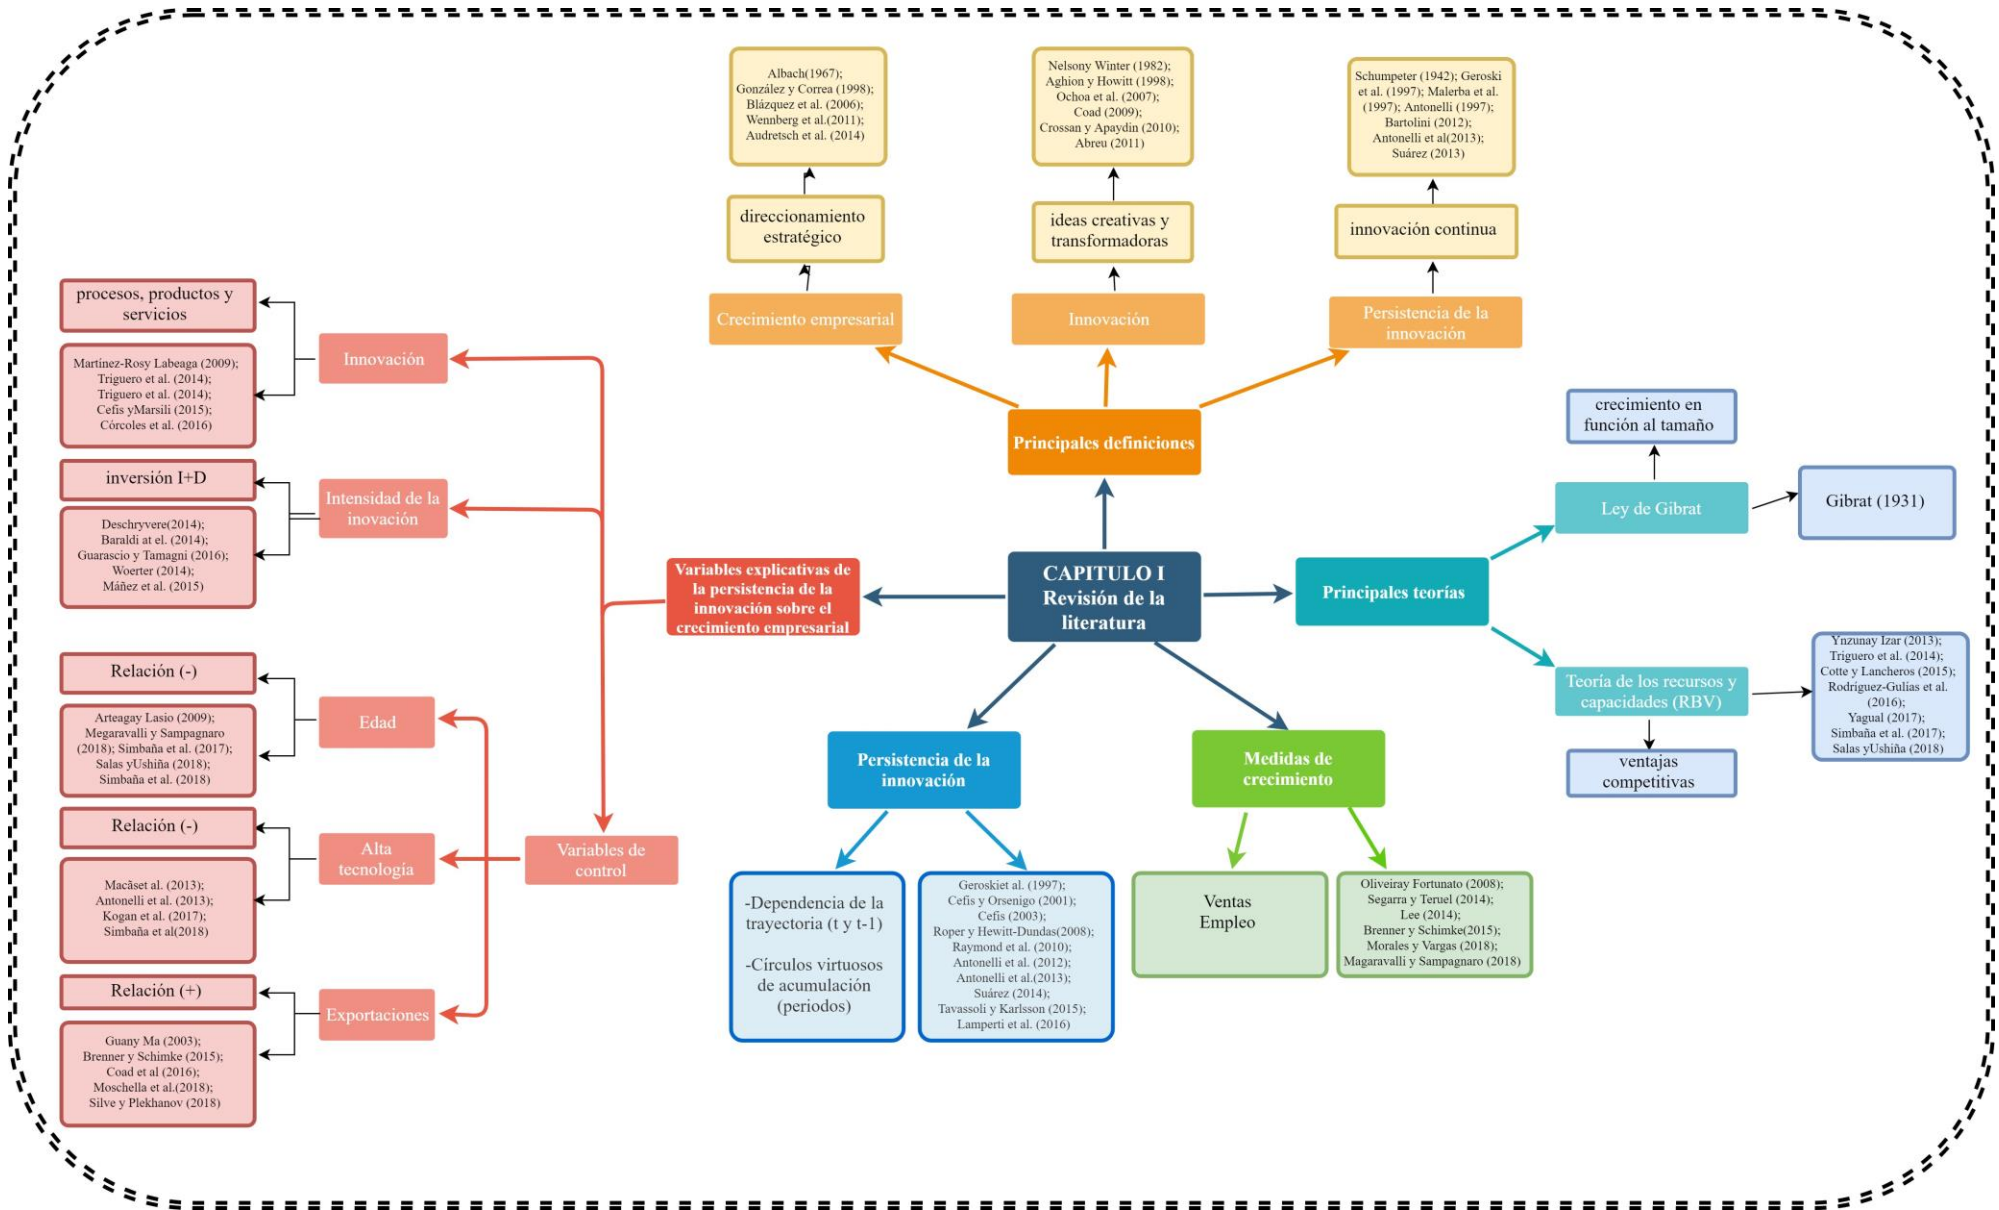 Albach(1967);
González y Correa (1998);
Blázquez et al. (2006);
Wennberg et al.(2011);
Audretsch et al. (2014)
direccionamiento
estratégico
Crecimiento empresarial
Nelsony Winter (1982);
Aghion y Howitt (1998);
Ochoa et al. (2007);
Coad (2009);
Crossan y Apaydin (2010);
Abreu (2011)
ideas creativas y
transformadoras
Innovación
Schumpeter (1942); Geroski
et al. (1997); Malerba et al.
(1997); Antonelli (1997);
Bartolini (2012);
Antonelli et al(2013);
Suárez (2013)
innovación continua
Persistencia de la
innovación
Principales definiciones
CAPITULO I
Revisión de la
literatura
Variables explicativas de
la persistencia de la
innovación sobre el
crecimiento empresarial
procesos, productos y
servicios
Innovación
Martínez-Rosy Labeaga (2009);
Triguero et al. (2014);
Triguero et al. (2014);
Cefis yMarsili (2015);
Córcoles et al. (2016)
inversión I+D
Intensidad de la
inovación
Deschryvere(2014);
Baraldi at el. (2014);
Guarascio y Tamagni (2016);
Woerter (2014);
Máñez et al. (2015)
Relación (-)
Edad
Arteagay Lasio (2009);
Megaravalli y Sampagnaro
(2018); Simbaña et al. (2017);
Salas yUshiña (2018);
Simbaña et al. (2018)
Relación (-)
Alta
tecnología
Macãset al. (2013);
Antonelli et al. (2013);
Kogan et al. (2017);
Simbaña et al(2018)
Relación (+)
Exportaciones
Guany Ma (2003);
Brenner y Schimke (2015);
Coad et al (2016);
Moschella et al.(2018);
Silve y Plekhanov (2018)
Variables de
control
Persistencia de la
innovación
-Dependencia de la
trayectoria (t y t-1)
-Círculos virtuosos
de acumulación
(periodos)
Geroskiet al. (1997);
Cefis y Orsenigo (2001);
Cefis (2003);
Roper y Hewitt-Dundas(2008);
Raymond et al. (2010);
Antonelli et al. (2012);
Antonelli et al.(2013);
Suárez (2014);
Tavassoli y Karlsson (2015);
Lamperti et al. (2016)
Medidas de
crecimiento
Ventas
Empleo
Oliveiray Fortunato (2008);
Segarra y Teruel (2014);
Lee (2014);
Brenner y Schimke(2015);
Morales y Vargas (2018);
Magaravalli y Sampagnaro (2018)
Principales teorías
crecimiento en
función al tamaño
Ley de Gibrat
Gibrat (1931)
Teoría de los recursos y
capacidades (RBV)
ventajas
competitivas
Ynzunay Izar (2013);
Triguero et al. (2014);
Cotte y Lancheros (2015);
Rodríguez-Gulías et al.
(2016);
Yagual (2017);
Simbaña et al. (2017);
Salas yUshiña (2018)